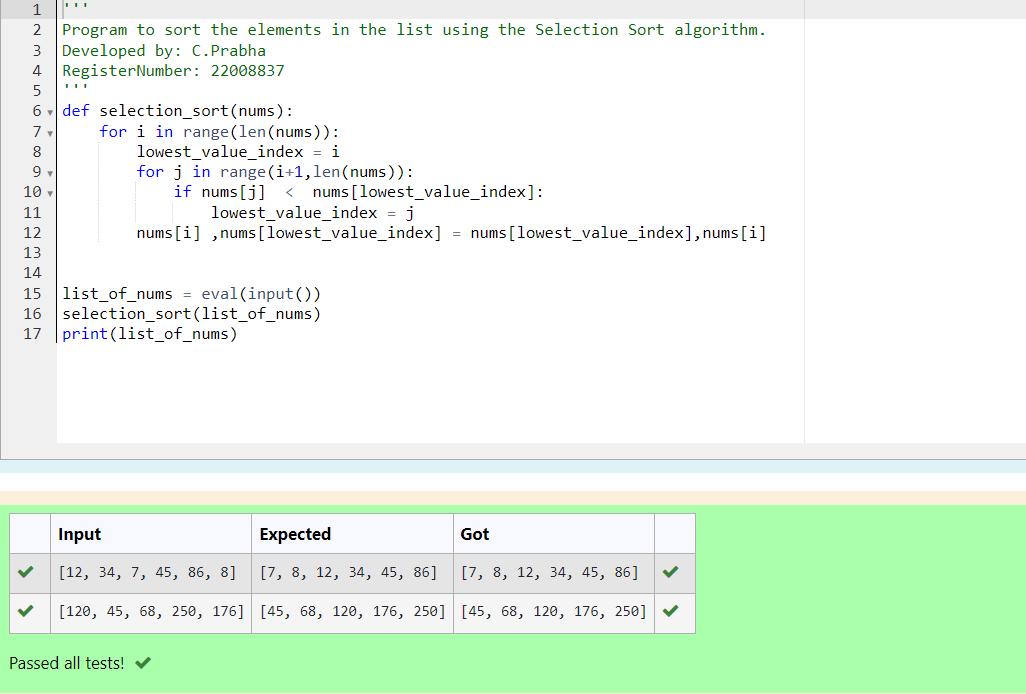 1 '''
2 Program to sort the elements in the list using the Selection Sort algorithm.
3 Developed by: C.Prabha
4 RegisterNumber: 22008837
5 '''
6 def selection_sort(nums):
7     for i in range(len(nums)):
8         lowest_value_index = i
9         for j in range(i+1,len(nums)):
10             if nums[j]  <  nums[lowest_value_index]:
11                 lowest_value_index = j
12         nums[i] ,nums[lowest_value_index] = nums[lowest_value_index],nums[i]
13
14
15 list_of_nums = eval(input())
16 selection_sort(list_of_nums)
17 print(list_of_nums)
Input Expected Got
[12, 34, 7, 45, 86, 8] [7, 8, 12, 34, 45, 86] [7, 8, 12, 34, 45, 86]
[120, 45, 68, 250, 176] [45, 68, 120, 176, 250] [45, 68, 120, 176, 250]
Passed all tests!